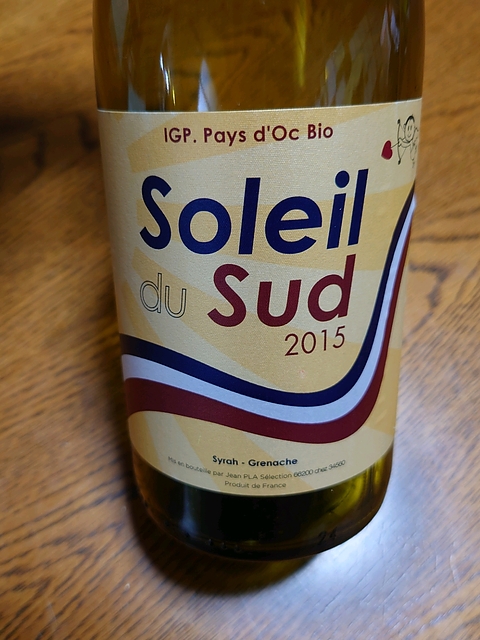 IGP. Pays d'Oc Bio
Soleil
du Sud
2015
Syrah - Grenache
Mis en bouteille par Jean PLA Sélection 66200 chez 34560
Produit de France